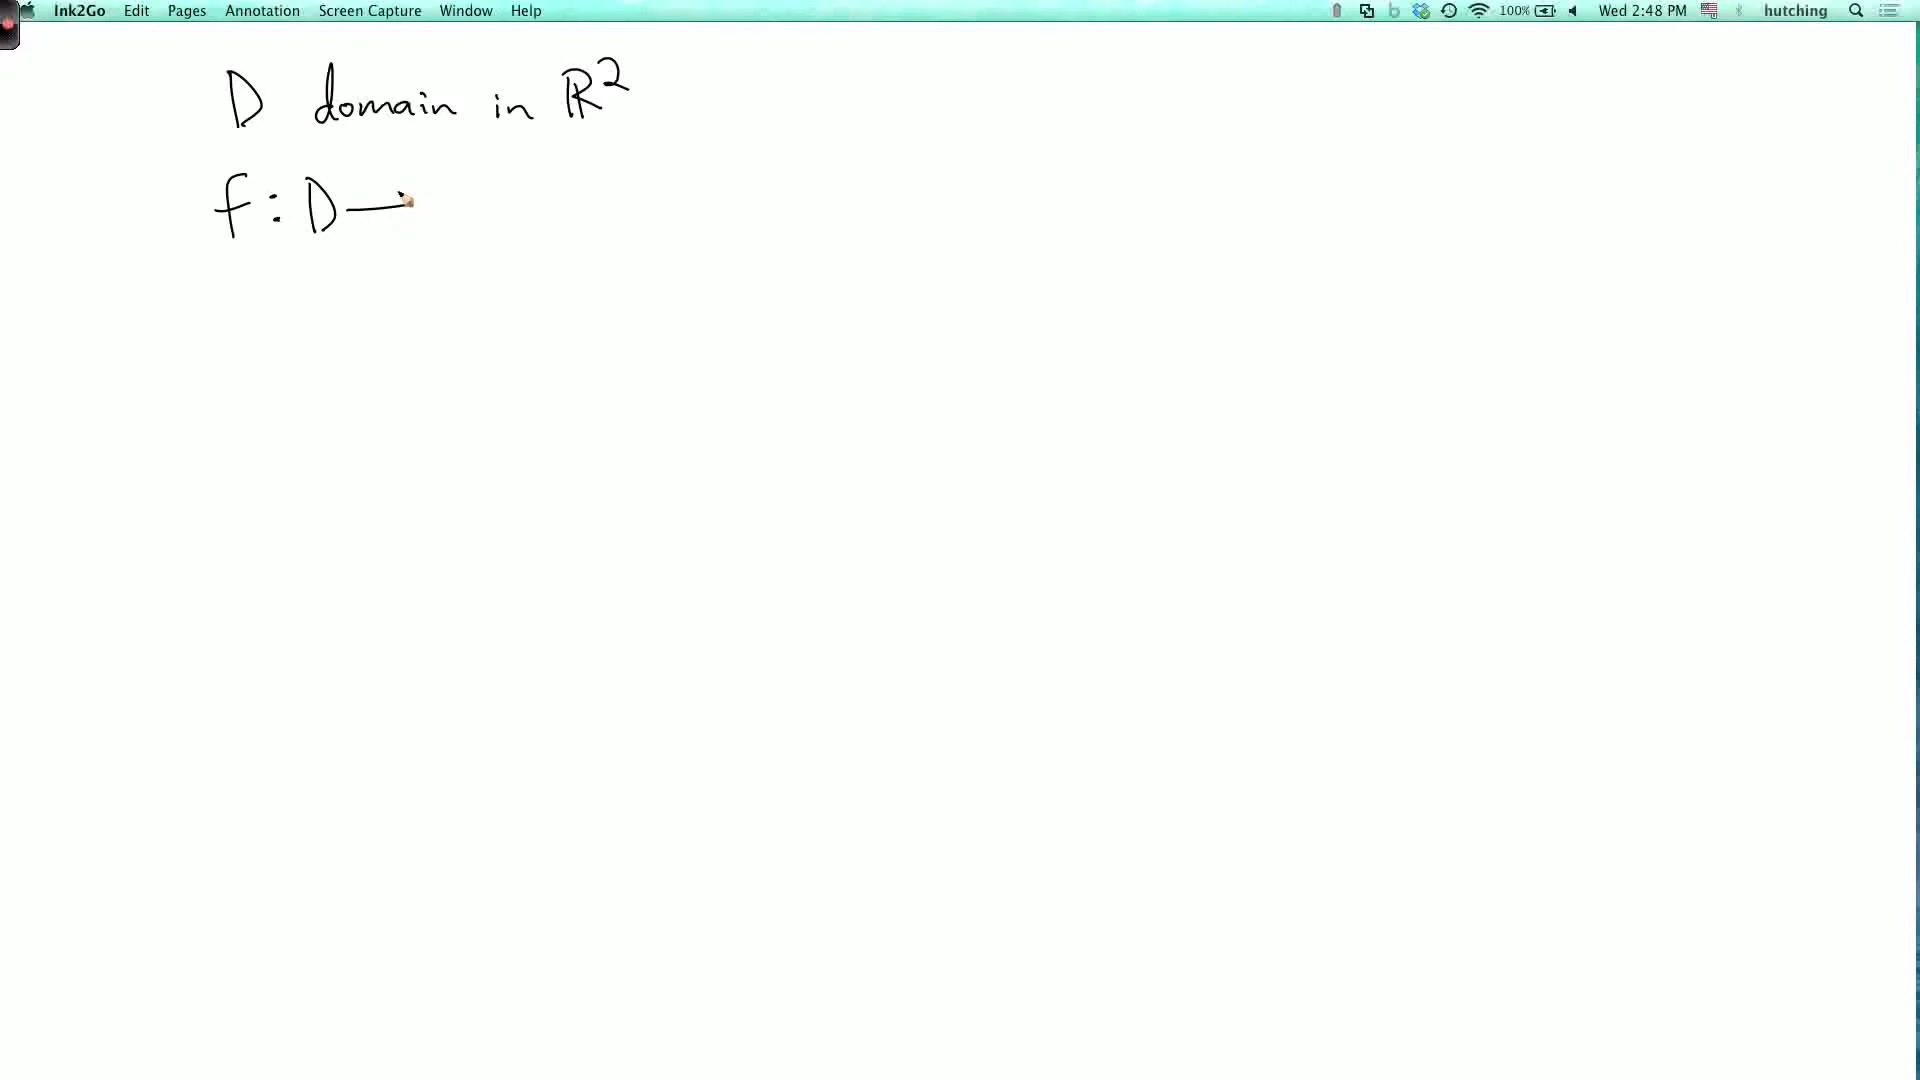 Ink2Go Edit Pages Annotation Screen Capture Window Help 100% Wed 2:48 PM hutching
D domain in ℝ²
f : D —